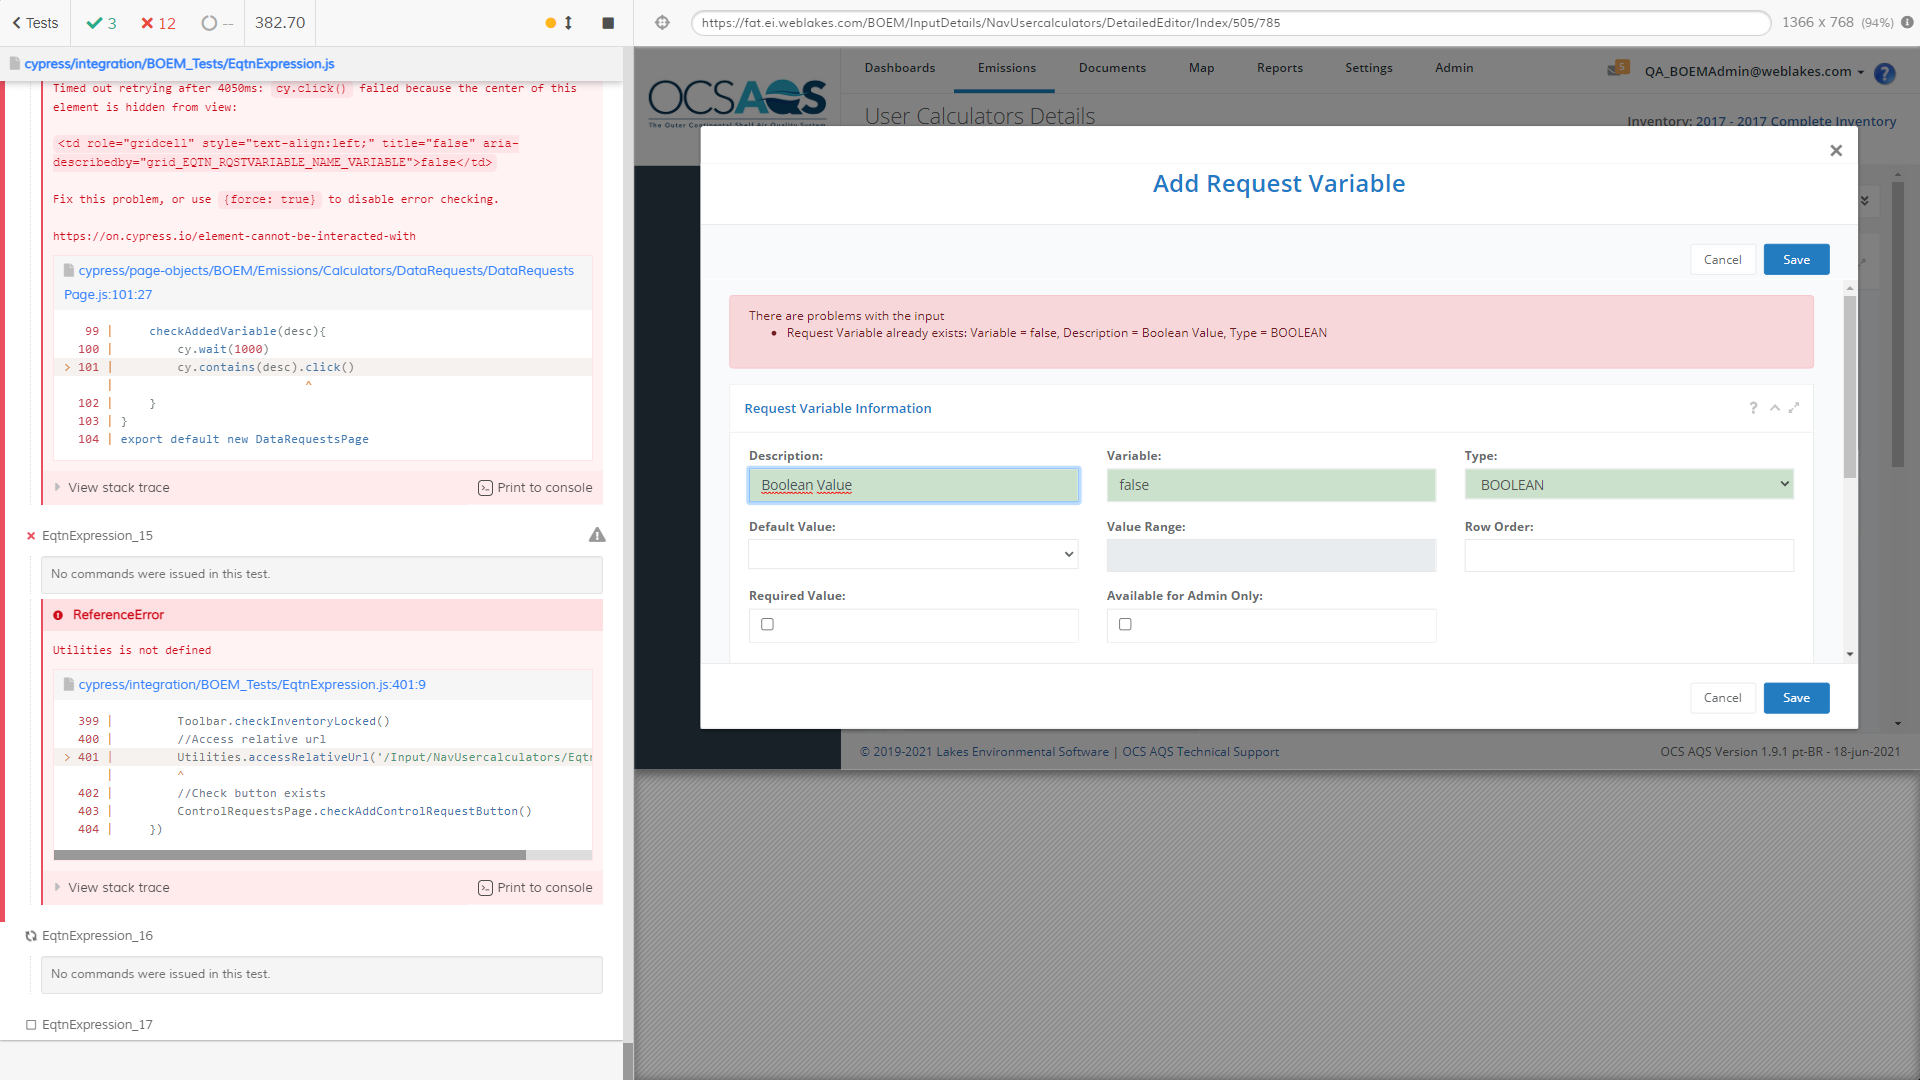 Tests
3
12
--
382.70
https://fat.ei.weblakes.com/BOEM/InputDetails/NavUsercalculators/DetailedEditor/Index/505/785
1366 x 768 (94%)
cypress/integration/BOEM_Tests/EqtnExpression.js
Timed out retrying after 4050ms: cy.click() failed because the center of this
element is hidden from view:
<td role="gridcell" style="text-align:left;" title="false" aria-
describedby="grid_EQTN_RQSTVARIABLE_NAME_VARIABLE">false</td>
Fix this problem, or use {force: true} to disable error checking.
https://on.cypress.io/element-cannot-be-interacted-with
cypress/page-objects/BOEM/Emissions/Calculators/DataRequests/DataRequests
Page.js:101:27
99 | checkAddedVariable(desc){
100 | cy.wait(1000)
> 101 | cy.contains(desc).click()
| ^
102 | }
103 | }
104 | export default new DataRequestsPage
View stack trace
Print to console
EqtnExpression_15
No commands were issued in this test.
ReferenceError
Utilities is not defined
cypress/integration/BOEM_Tests/EqtnExpression.js:401:9
399 | Toolbar.checkInventoryLocked()
400 | //Access relative url
> 401 | Utilities.accessRelativeUrl('/Input/NavUsercalculators/Eqtn
| ^
402 | //Check button exists
403 | ControlRequestsPage.checkAddControlRequestButton()
404 | })
View stack trace
Print to console
EqtnExpression_16
No commands were issued in this test.
EqtnExpression_17
OCSAQS
The Outer Continental Shelf Air Quality System
Dashboards
Emissions
Documents
Map
Reports
Settings
Admin
5
QA_BOEMAdmin@weblakes.com
?
User Calculators Details
Inventory: 2017 - 2017 Complete Inventory
×
Add Request Variable
Cancel
Save
There are problems with the input
• Request Variable already exists: Variable = false, Description = Boolean Value, Type = BOOLEAN
Request Variable Information
?
Description:
Variable:
Type:
Boolean Value
false
BOOLEAN
Default Value:
Value Range:
Row Order:
Required Value:
Available for Admin Only:
Cancel
Save
© 2019-2021 Lakes Environmental Software | OCS AQS Technical Support
OCS AQS Version 1.9.1 pt-BR - 18-jun-2021